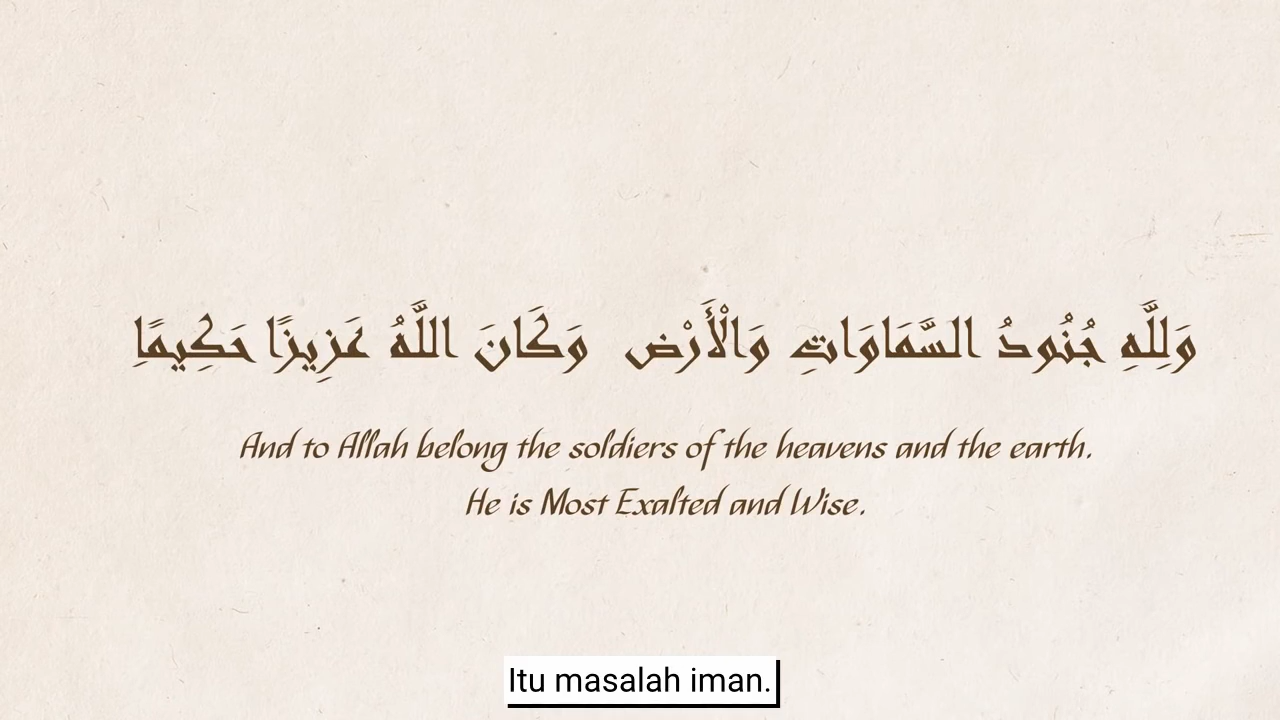 وَلِلَّهِ جُنُودُ السَّمَاوَاتِ وَالْأَرْض وَكَانَ اللَّهُ عَزِيزًا حَكِيمًاِ
And to Allah belong the soldiers of the heavens and the earth.
He is Most Exalted and Wise.
Itu masalah iman.